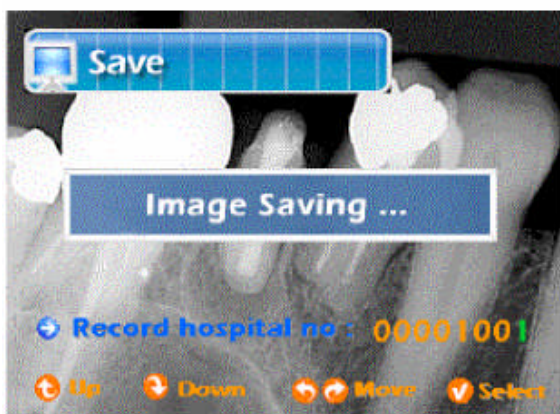 Save
Image Saving ...
Record hospital no : 00001001
Up Down Move Select